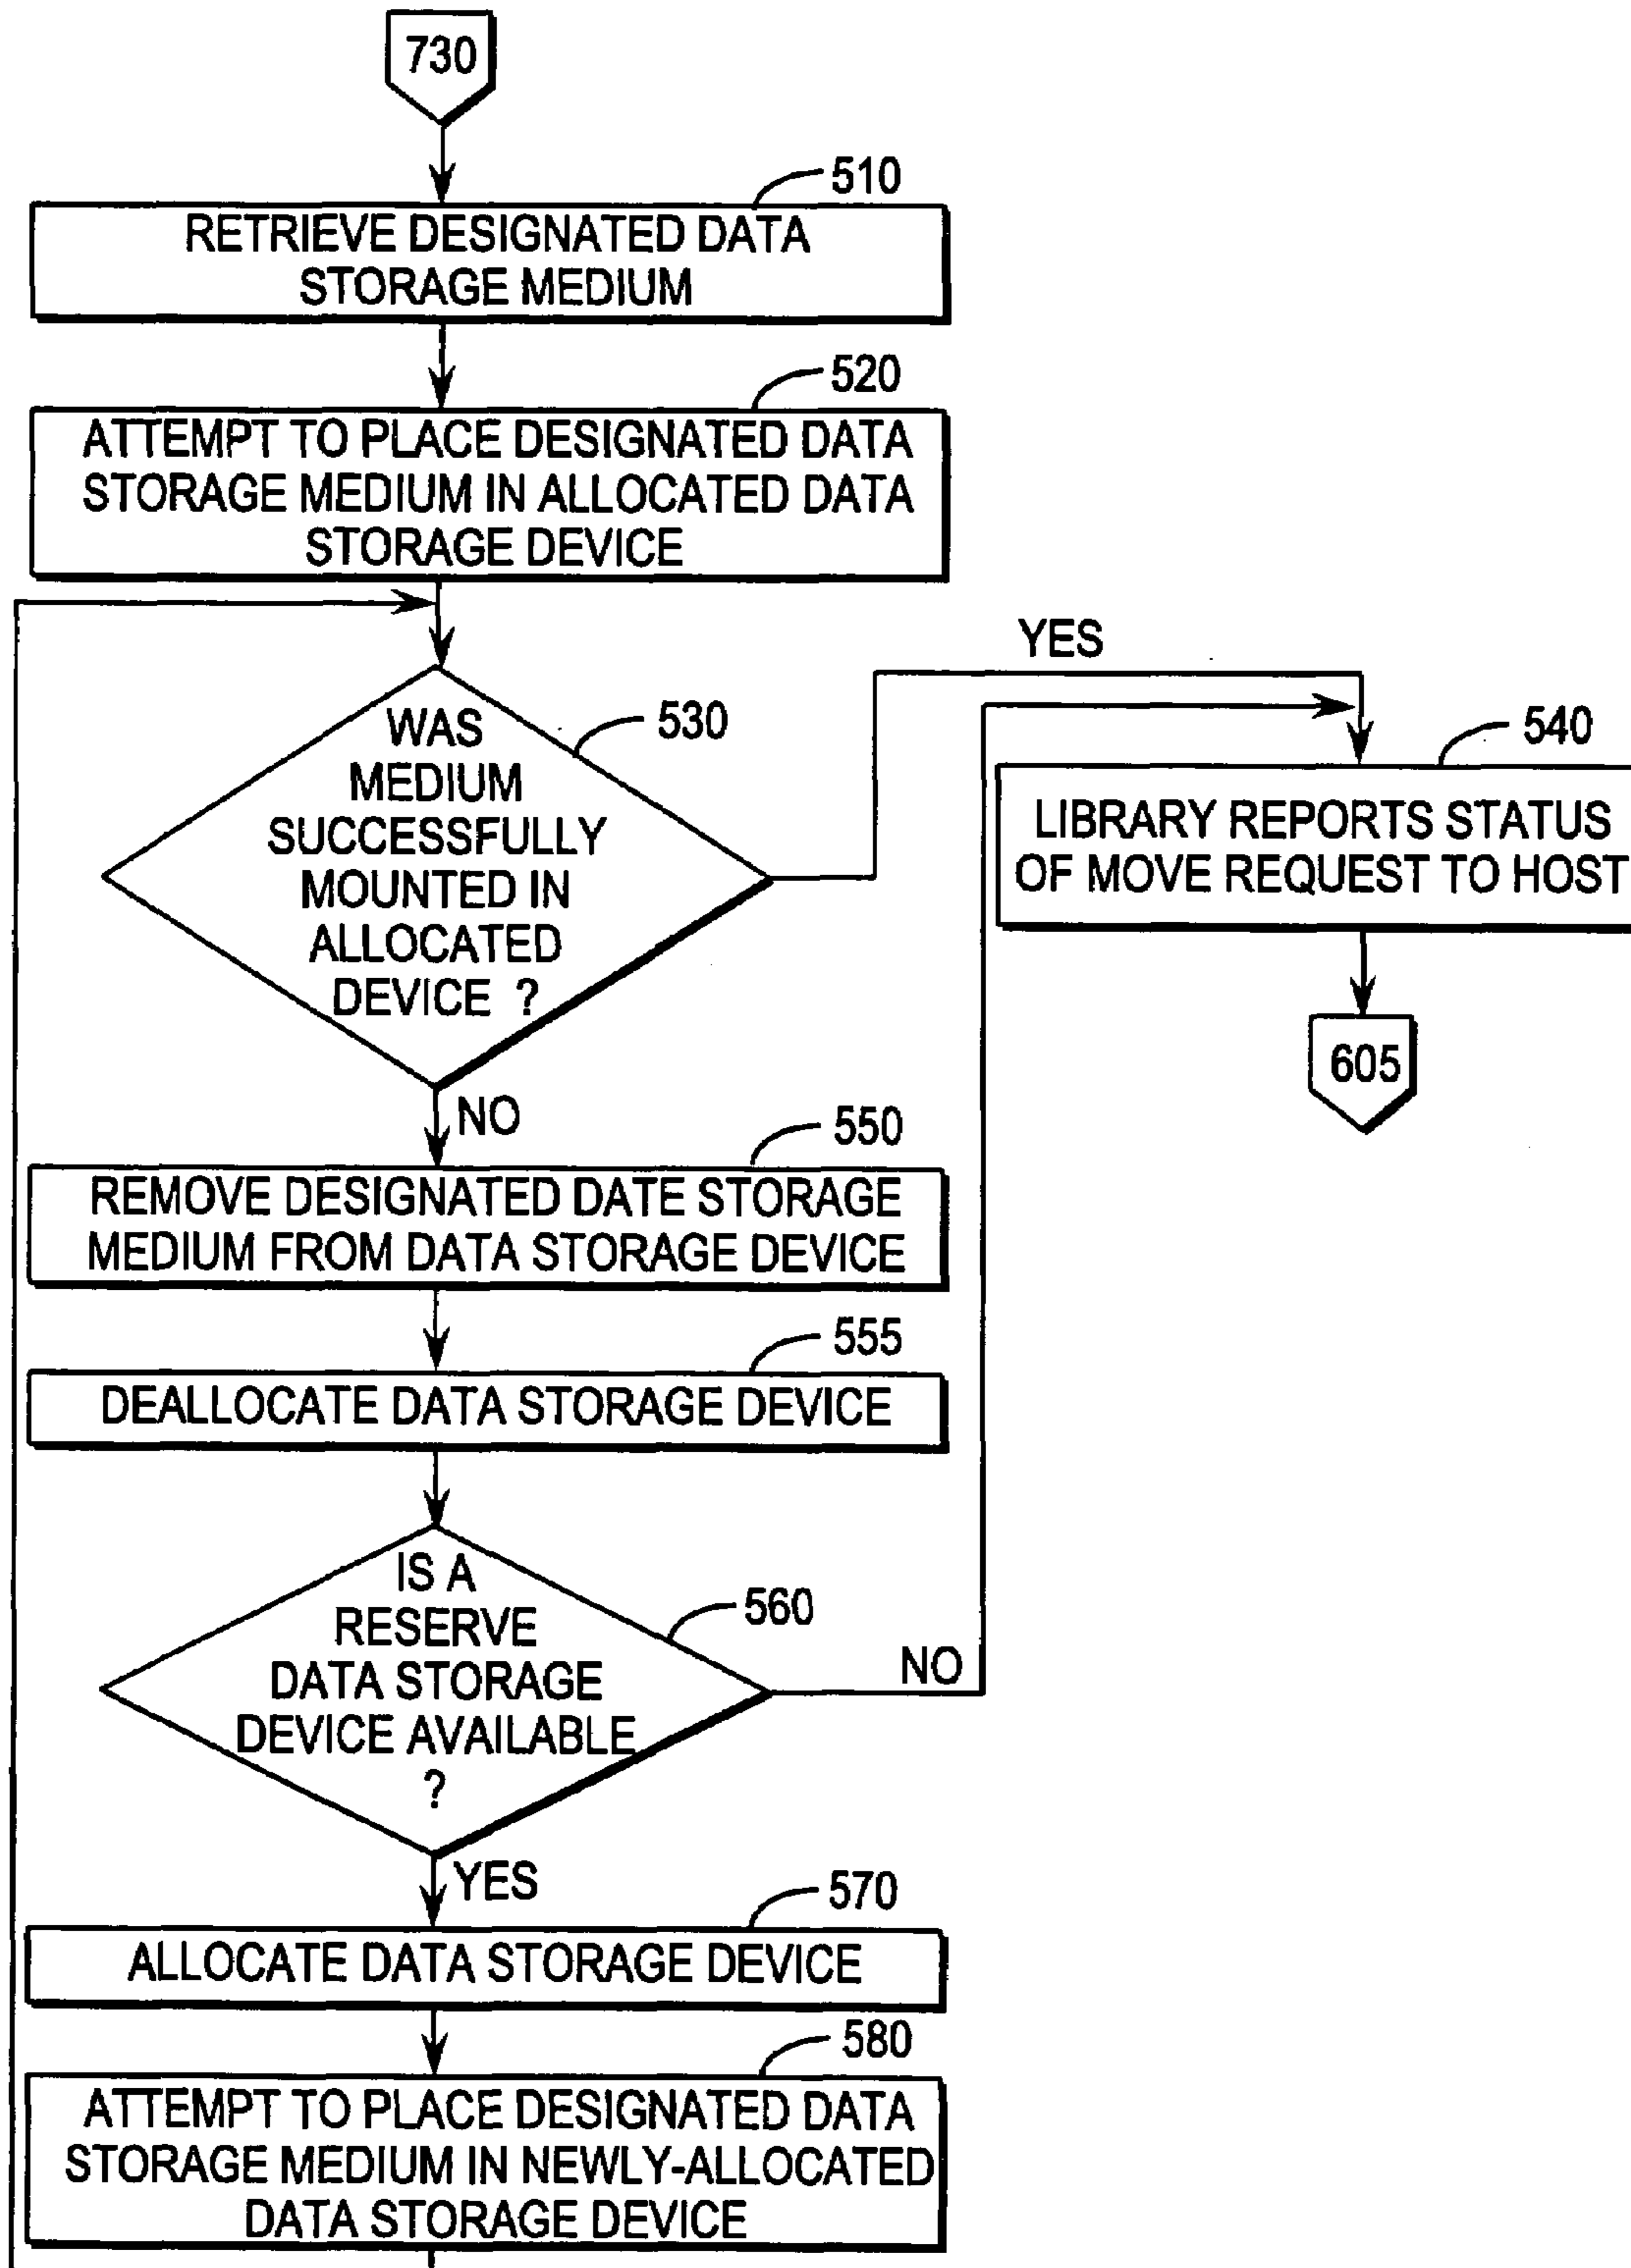 730
510
RETRIEVE DESIGNATED DATA
STORAGE MEDIUM
520
ATTEMPT TO PLACE DESIGNATED DATA
STORAGE MEDIUM IN ALLOCATED DATA
STORAGE DEVICE
YES
530
WAS
MEDIUM
SUCCESSFULLY
MOUNTED IN
ALLOCATED
DEVICE ?
540
LIBRARY REPORTS STATUS
OF MOVE REQUEST TO HOST
605
NO
550
REMOVE DESIGNATED DATE STORAGE
MEDIUM FROM DATA STORAGE DEVICE
555
DEALLOCATE DATA STORAGE DEVICE
IS A
RESERVE
DATA STORAGE
DEVICE AVAILABLE
?
560
NO
YES
570
ALLOCATE DATA STORAGE DEVICE
580
ATTEMPT TO PLACE DESIGNATED DATA
STORAGE MEDIUM IN NEWLY-ALLOCATED
DATA STORAGE DEVICE